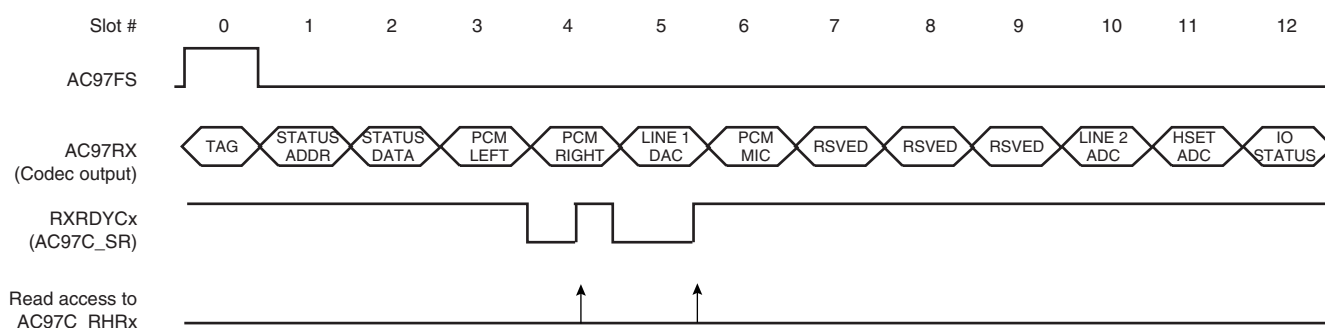 Slot # 0 1 2 3 4 5 6 7 8 9 10 11 12
AC97FS
AC97RX
(Codec output)
TAG
STATUS
ADDR
STATUS
DATA
PCM
LEFT
PCM
RIGHT
LINE 1
DAC
PCM
MIC
RSVED
RSVED
RSVED
LINE 2
ADC
HSET
ADC
IO
STATUS
RXRDYCx
(AC97C_SR)
Read access to
AC97C_RHRx